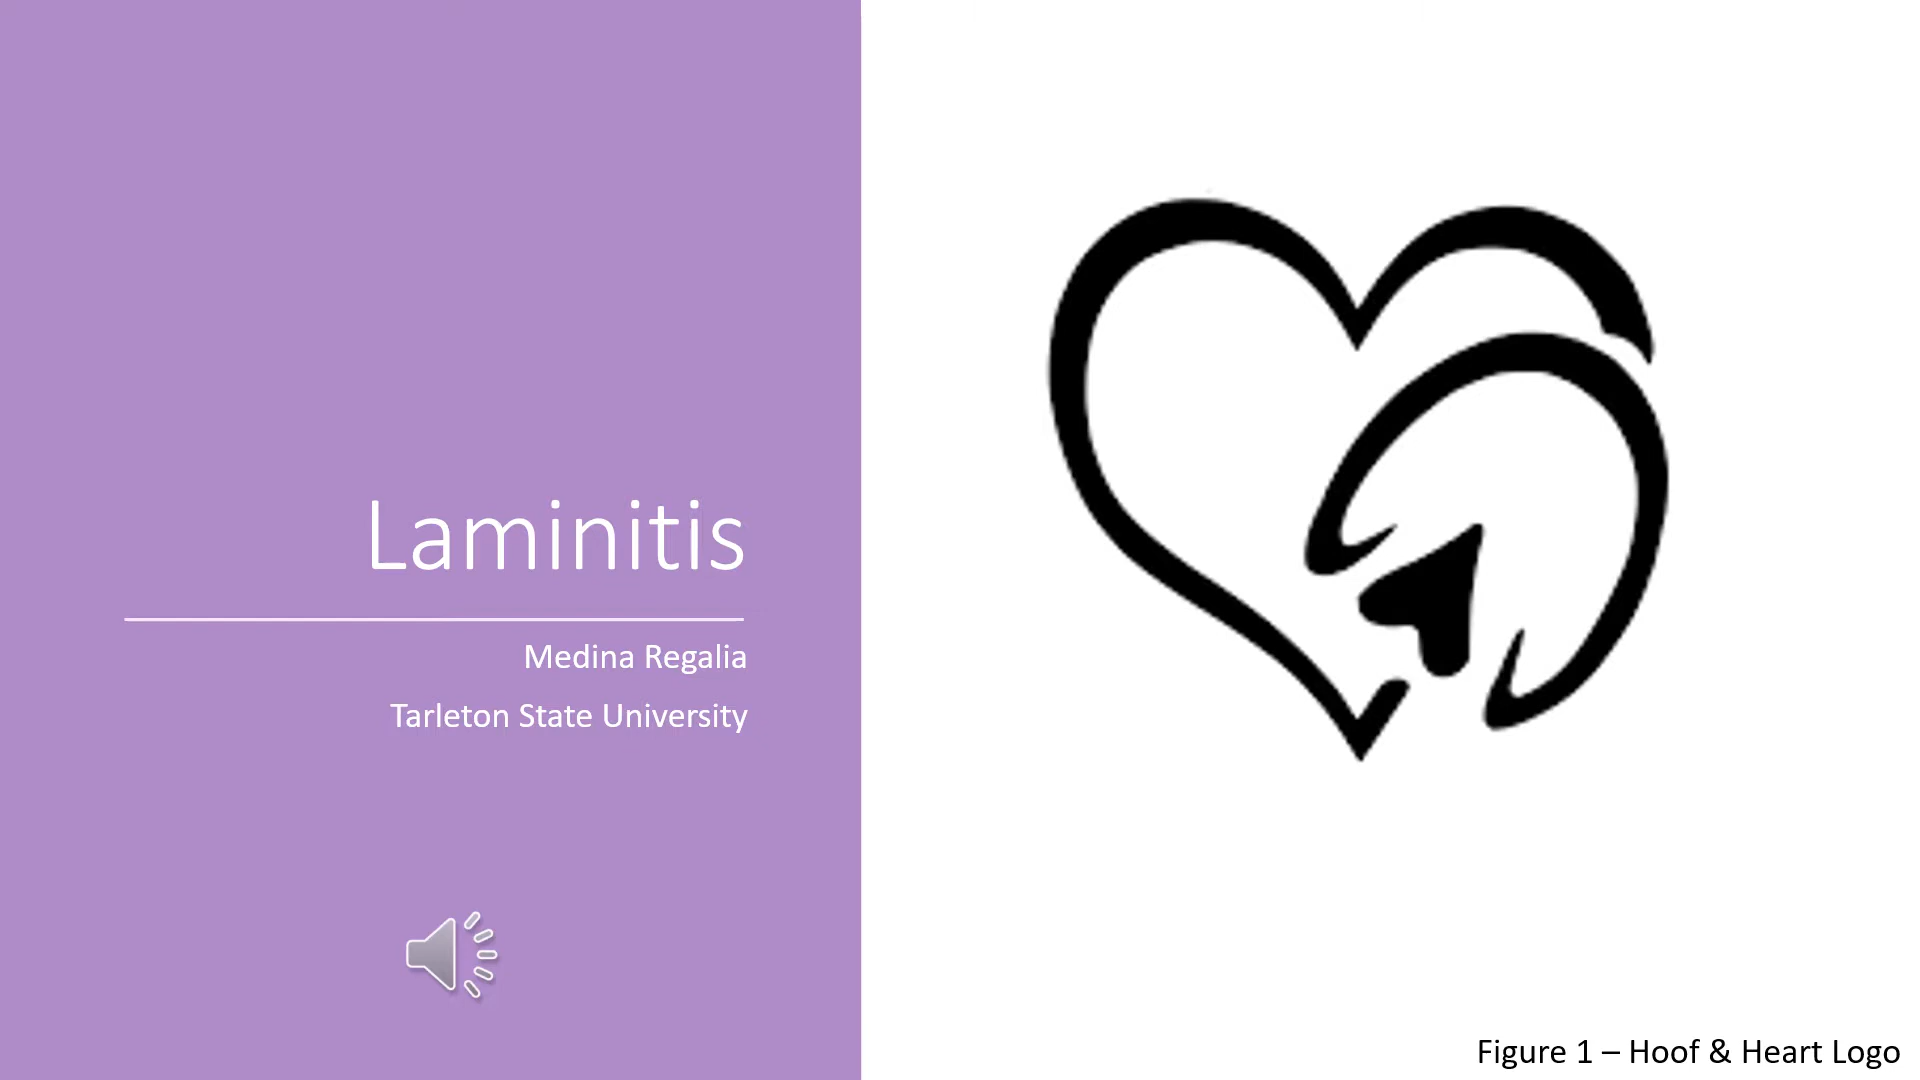 Laminitis
Medina Regalia
Tarleton State University
Figure 1 – Hoof & Heart Logo